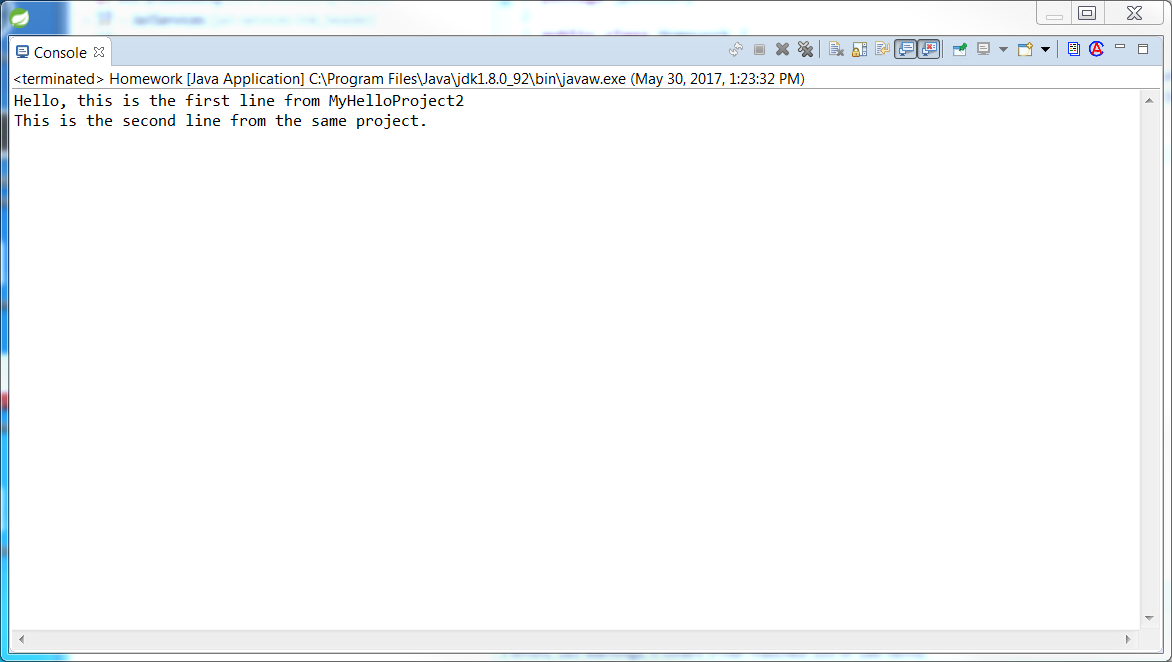 Console
<terminated> Homework [Java Application] C:\Program Files\Java\jdk1.8.0_92\bin\javaw.exe (May 30, 2017, 1:23:32 PM)
Hello, this is the first line from MyHelloProject2
This is the second line from the same project.